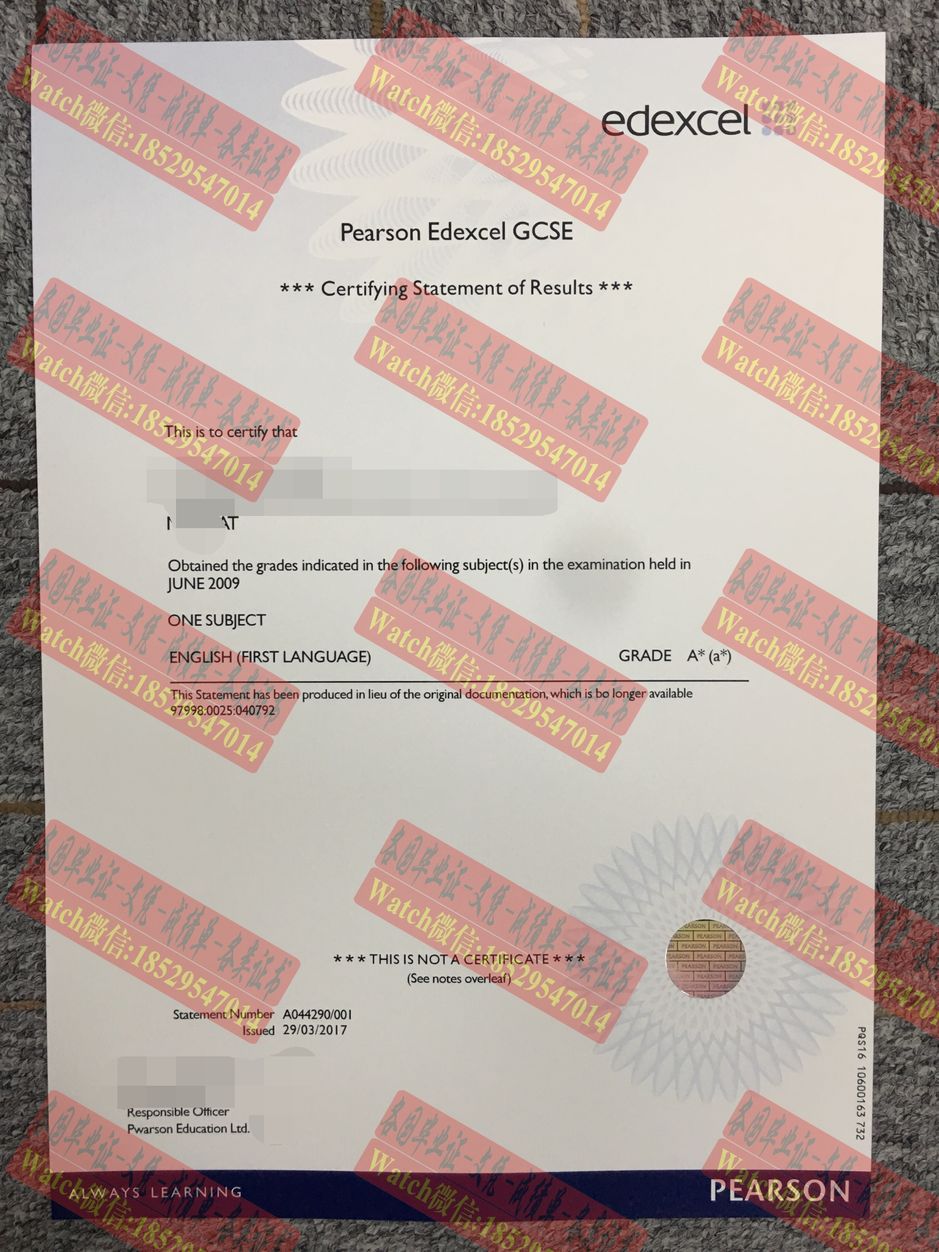 edexcel
Pearson Edexcel GCSE
*** Certifying Statement of Results ***
This is to certify that
AT
Obtained the grades indicated in the following subject(s) in the examination held in
JUNE 2009
ONE SUBJECT
ENGLISH (FIRST LANGUAGE) GRADE A* (a*)
This Statement has been produced in lieu of the original documentation, which is bo longer available
97998:0025:040792
*** THIS IS NOT A CERTIFICATE ***
(See notes overleaf)
Statement Number A044290/001
Issued 29/03/2017
Responsible Officer
Pwarson Education Ltd.
ALWAYS LEARNING
PEARSON
PQS16 10600163 732
各国毕业证-文凭-成绩单-各类证书
Watch微信:18529547014